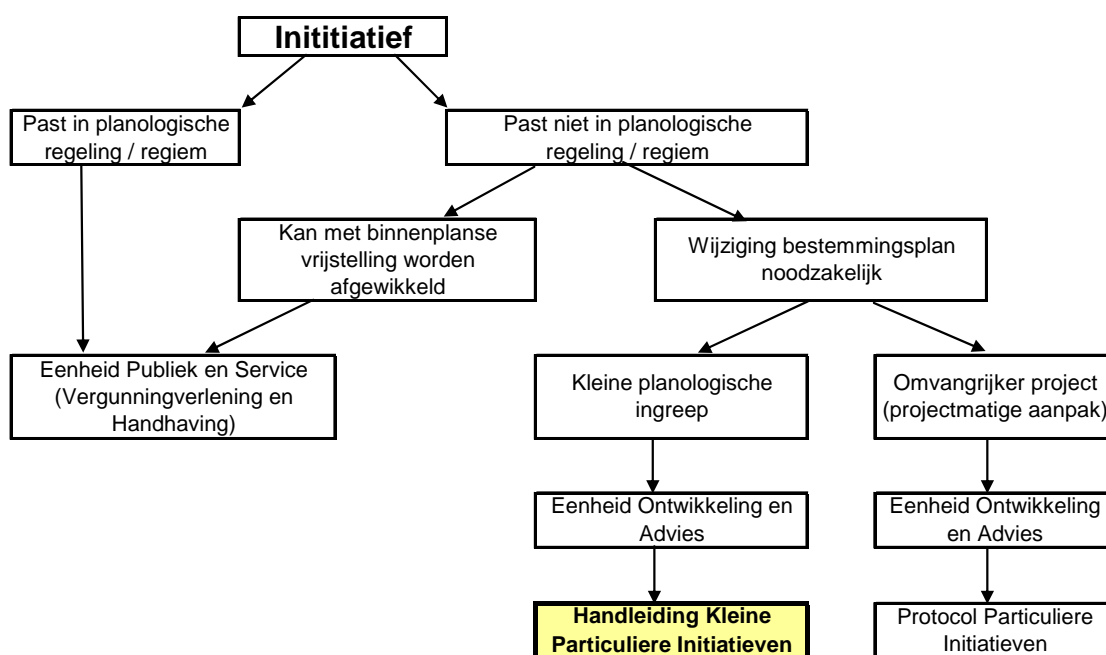 Inititiatief
Past in planologische
regeling / regiem
Past niet in planologische
regeling / regiem
Kan met binnenplanse
vrijstelling worden
afgewikkeld
Wijziging bestemmingsplan
noodzakelijk
Eenheid Publiek en Service
(Vergunningverlening en
Handhaving)
Kleine planologische
ingreep
Omvangrijker project
(projectmatige aanpak)
Eenheid Ontwikkeling en
Advies
Eenheid Ontwikkeling
en Advies
Handleiding Kleine
Particuliere Initiatieven
Protocol Particuliere
Initiatieven